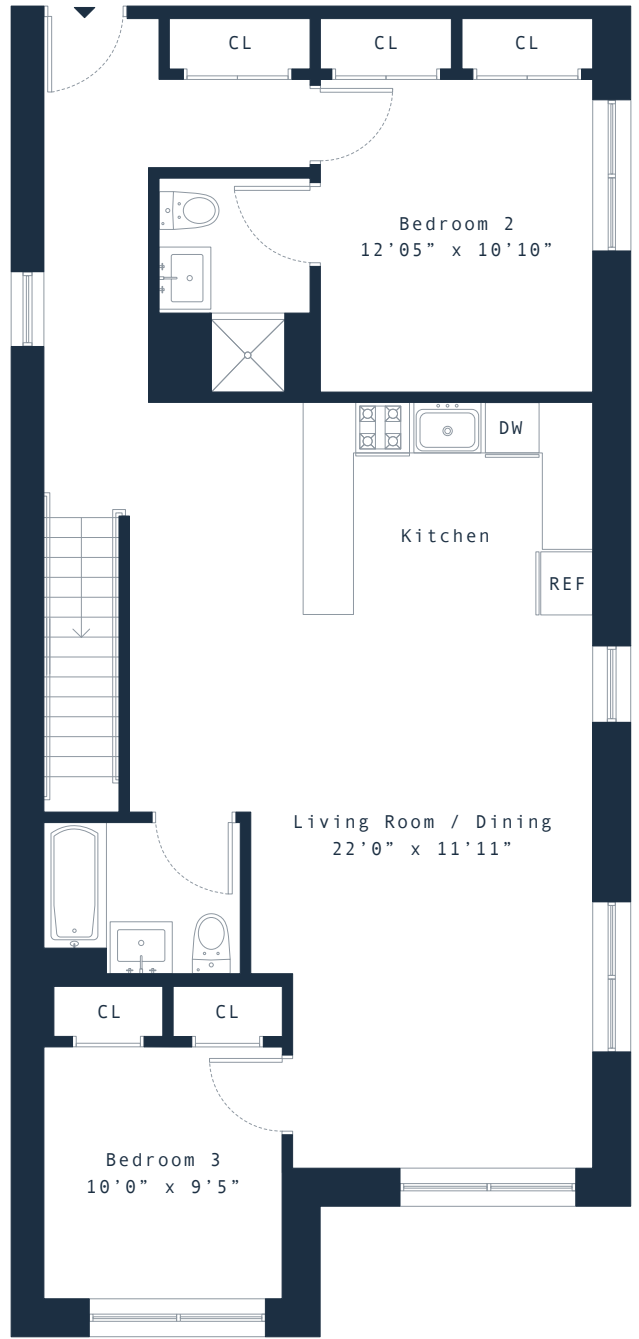 CL
CL
CL
Bedroom 2
12’05” x 10’10”
DW
Kitchen
REF
Living Room / Dining
22’0” x 11’11”
CL
CL
Bedroom 3
10’0” x 9’5”